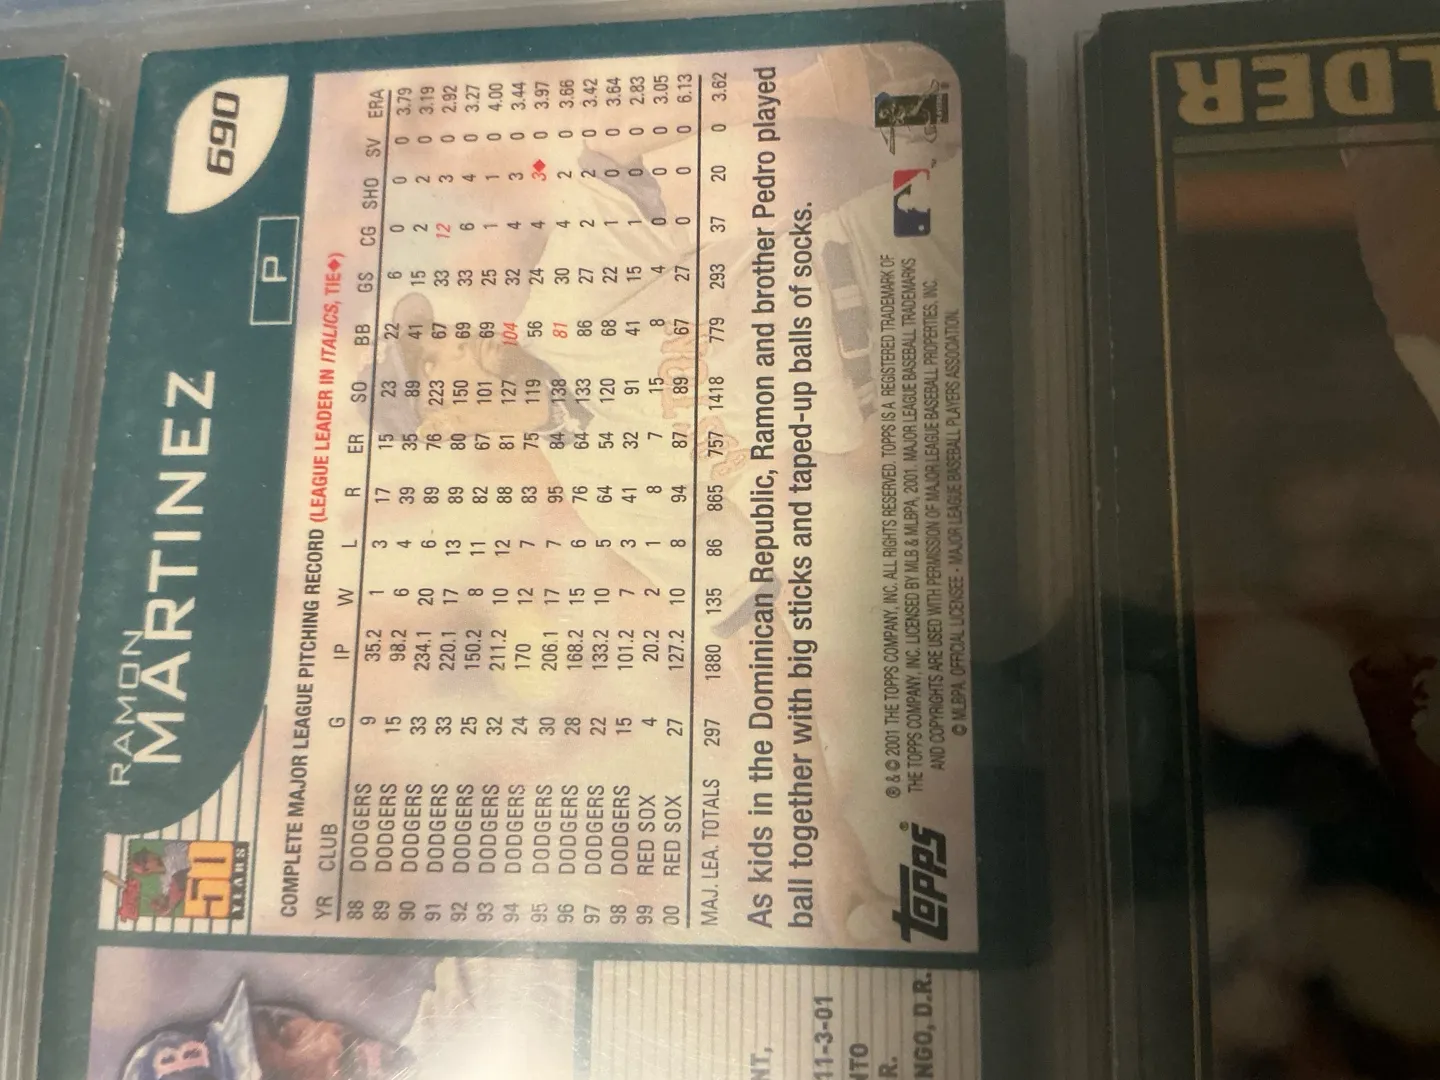 690
RAMON
MARTINEZ
P
Topps
50
YEARS
COMPLETE MAJOR LEAGUE PITCHING RECORD (LEAGUE LEADER IN ITALICS, TIE◆)
YR CLUB G IP W L R ER SO BB GS CG SHO SV ERA
88 DODGERS 9 35.2 1 3 17 15 23 22 6 0 0 0 3.79
89 DODGERS 15 98.2 6 4 39 35 89 41 15 2 2 0 3.19
90 DODGERS 33 234.1 20 6 89 76 223 67 33 12 3 0 2.92
91 DODGERS 33 220.1 17 13 89 80 150 69 33 6 4 0 3.27
92 DODGERS 25 150.2 8 11 82 67 101 69 25 1 1 0 4.00
93 DODGERS 32 211.2 10 12 88 81 127 104 32 4 3 0 3.44
94 DODGERS 24 170 12 7 83 75 119 56 24 4 3◆ 0 3.97
95 DODGERS 30 206.1 17 7 95 84 138 81 30 4 2 0 3.66
96 DODGERS 28 168.2 15 6 76 64 133 86 27 2 2 0 3.42
97 DODGERS 22 133.2 10 5 64 54 120 68 22 1 0 0 3.64
98 DODGERS 15 101.2 7 3 41 32 91 41 15 1 0 0 2.83
99 RED SOX 4 20.2 2 1 8 7 15 8 4 0 0 0 3.05
00 RED SOX 27 127.2 10 8 94 87 89 67 27 0 0 0 6.13
MAJ. LEA. TOTALS 297 1880 135 86 865 757 1418 779 293 37 20 0 3.62
As kids in the Dominican Republic, Ramon and brother Pedro played
ball together with big sticks and taped-up balls of socks.
Topps®
® & © 2001 THE TOPPS COMPANY, INC. ALL RIGHTS RESERVED. TOPPS IS A REGISTERED TRADEMARK OF
THE TOPPS COMPANY, INC. LICENSED BY MLB & MLBPA, 2001. MAJOR LEAGUE BASEBALL TRADEMARKS
AND COPYRIGHTS ARE USED WITH PERMISSION OF MAJOR LEAGUE BASEBALL PROPERTIES, INC.
© MLBPA. OFFICIAL LICENSEE - MAJOR LEAGUE BASEBALL PLAYERS ASSOCIATION.
B
NT,
11-3-01
NTO
R.
NGO, D.R.
LDER